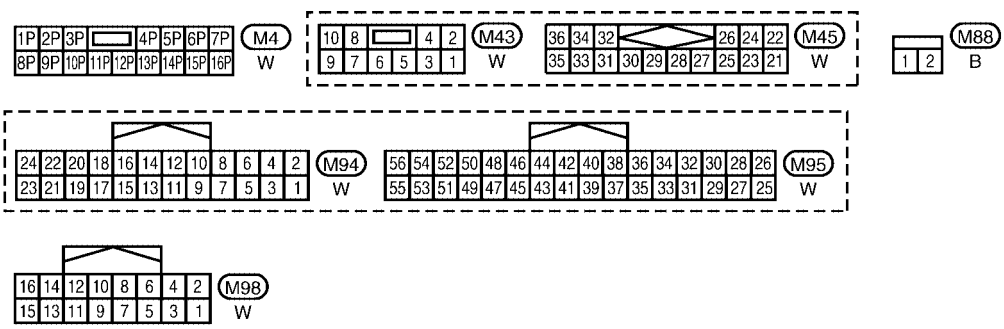 1P 2P 3P 4P 5P 6P 7P M4
8P 9P 10P 11P 12P 13P 14P 15P 16P W
10 8 4 2 M43
9 7 6 5 3 1 W
36 34 32 26 24 22 M45
35 33 31 30 29 28 27 25 23 21 W
M88
1 2 B
24 22 20 18 16 14 12 10 8 6 4 2 M94
23 21 19 17 15 13 11 9 7 5 3 1 W
56 54 52 50 48 46 44 42 40 38 36 34 32 30 28 26 M95
55 53 51 49 47 45 43 41 39 37 35 33 31 29 27 25 W
16 14 12 10 8 6 4 2 M98
15 13 11 9 7 5 3 1 W